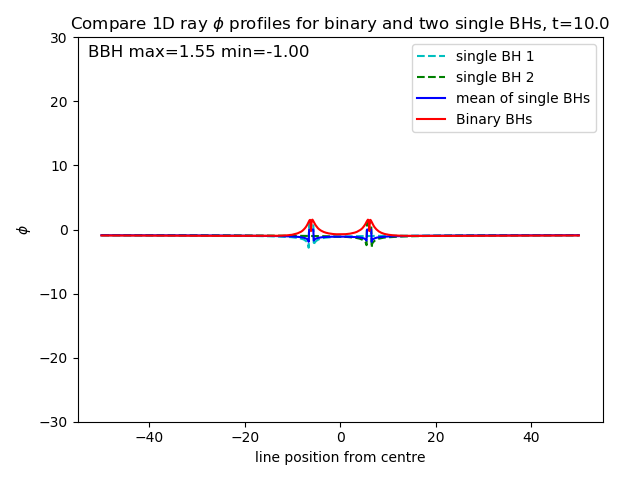 Compare 1D ray ϕ profiles for binary and two single BHs, t=10.0
BBH max=1.55 min=-1.00
single BH 1
single BH 2
mean of single BHs
Binary BHs
30
20
10
0
−10
−20
−30
ϕ
−40
−20
0
20
40
line position from centre